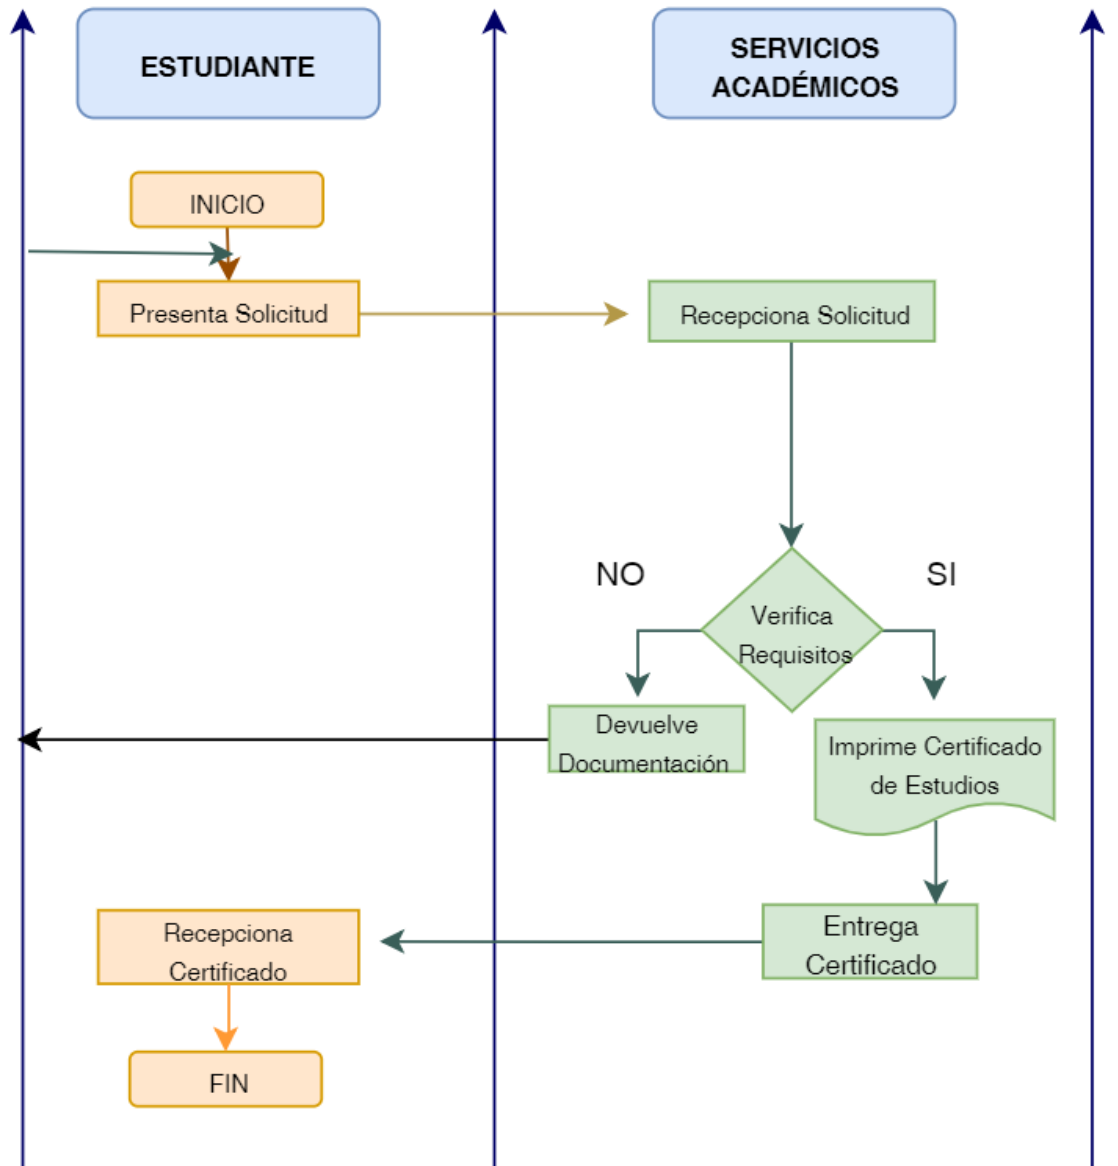 ESTUDIANTE
SERVICIOS
ACADÉMICOS
INICIO
Presenta Solicitud
Recepciona Solicitud
NO
SI
Verifica
Requisitos
Devuelve
Documentación
Imprime Certificado
de Estudios
Recepciona
Certificado
Entrega
Certificado
FIN